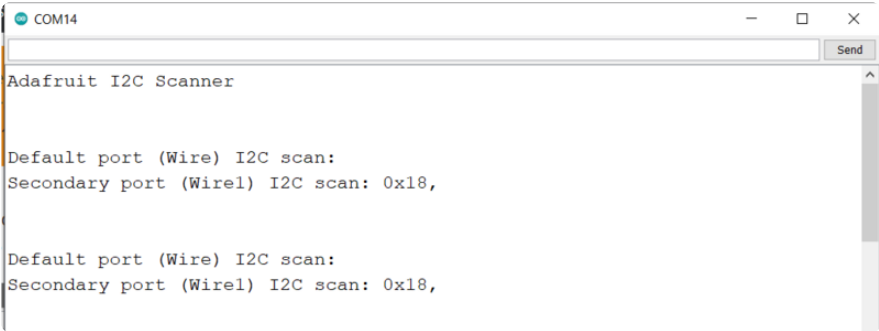 COM14
Send
Adafruit I2C Scanner
Default port (Wire) I2C scan:
Secondary port (Wire1) I2C scan: 0x18,
Default port (Wire) I2C scan:
Secondary port (Wire1) I2C scan: 0x18,